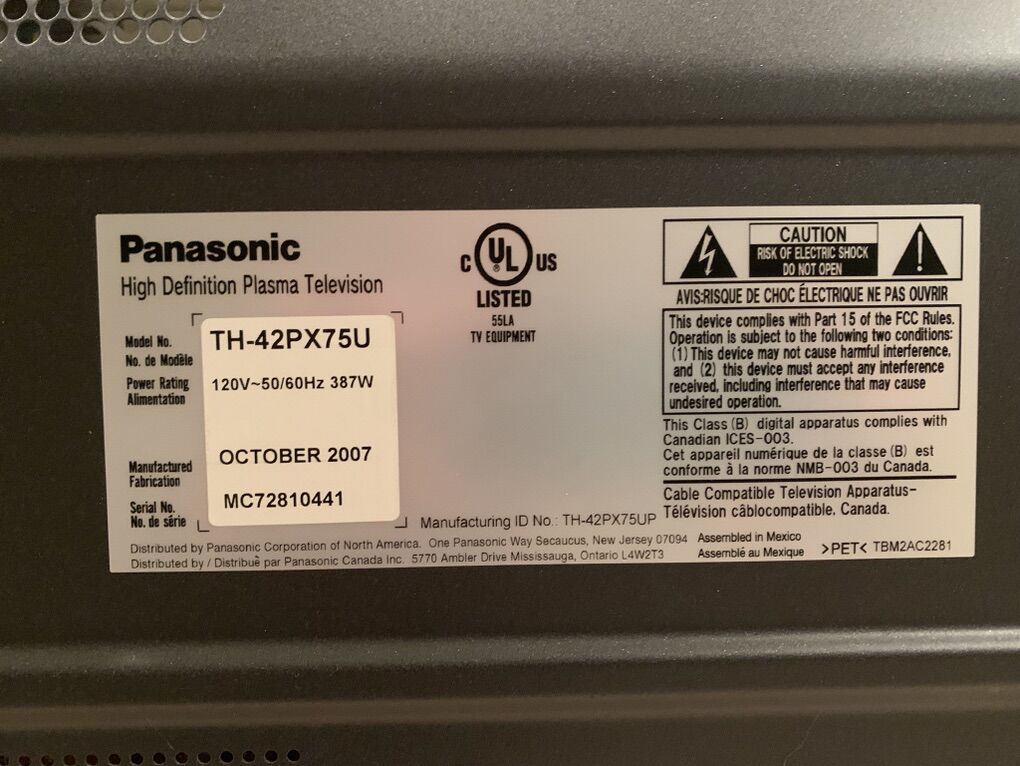 Panasonic
High Definition Plasma Television
Model No.
No. de Modèle
TH-42PX75U
Power Rating
Alimentation
120V~50/60Hz 387W
Manufactured
Fabrication
OCTOBER 2007
Serial No.
No. de série
MC72810441
C UL ® US
LISTED
55LA
TV EQUIPMENT
Manufacturing ID No.: TH-42PX75UP
Distributed by Panasonic Corporation of North America. One Panasonic Way Secaucus, New Jersey 07094
Distributed by / Distribuê par Panasonic Canada Inc. 5770 Ambler Drive Mississauga, Ontario L4W2T3
CAUTION
RISK OF ELECTRIC SHOCK
DO NOT OPEN
AVIS:RISQUE DE CHOC ÉLECTRIQUE NE PAS OUVRIR
This device complies with Part 15 of the FCC Rules.
Operation is subject to the following two conditions:
(1) This device may not cause harmful interference,
and (2) this device must accept any interference
received, including interference that may cause
undesired operation.
This Class (B) digital apparatus complies with
Canadian ICES-003.
Cet appareil numérique de la classe (B) est
conforme à la norme NMB-003 du Canada.
Cable Compatible Television Apparatus-
Télévision câblocompatible, Canada.
Assembled in Mexico
Assemblé au Mexique
>PET< TBM2AC2281